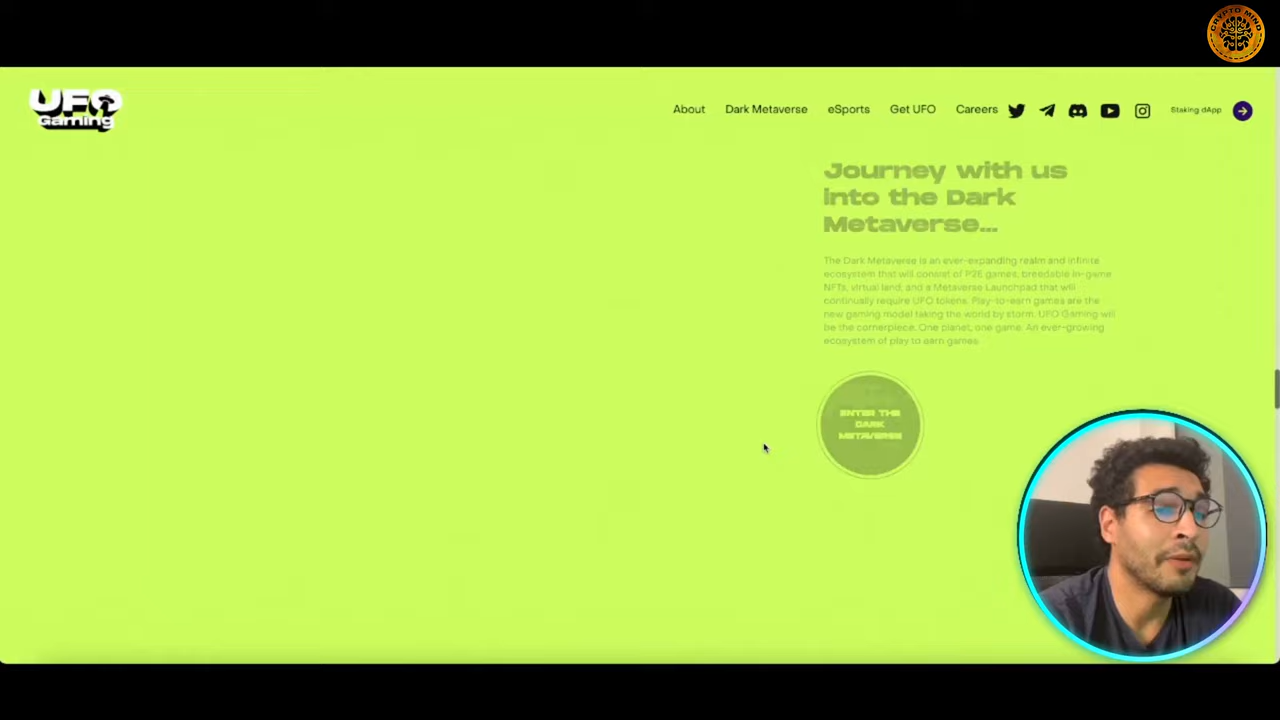 CRYPTO MIND
UFO
Gaming
About Dark Metaverse eSports Get UFO Careers Staking dApp
Journey with us
into the Dark
Metaverse...
The Dark Metaverse is an ever-expanding realm and infinite
ecosystem that will consist of P2E games, breedable in-game
NFTs, virtual land, and a Metaverse Launchpad that will
continually require UFO tokens. Play-to-earn games are the
new gaming model taking the world by storm. UFO Gaming will
be the cornerpiece. One planet, one game. An ever-growing
ecosystem of play to earn games.
ENTER THE
DARK
METAVERSE